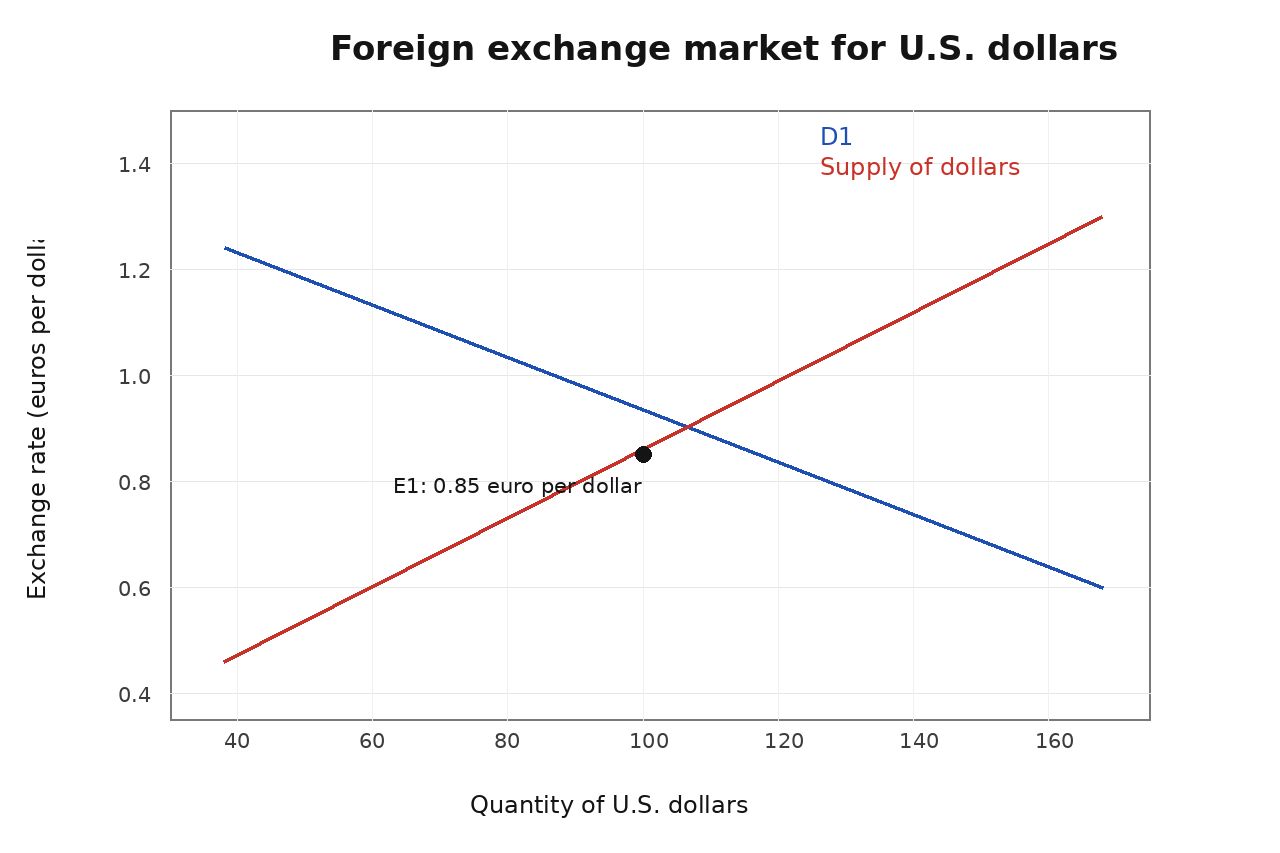 Foreign exchange market for U.S. dollars
D1
Supply of dollars
1.4
1.2
1.0
0.8
0.6
0.4
Exchange rate (euros per
E1: 0.85 euro per dollar
40 60 80 100 120 140 160
Quantity of U.S. dollars